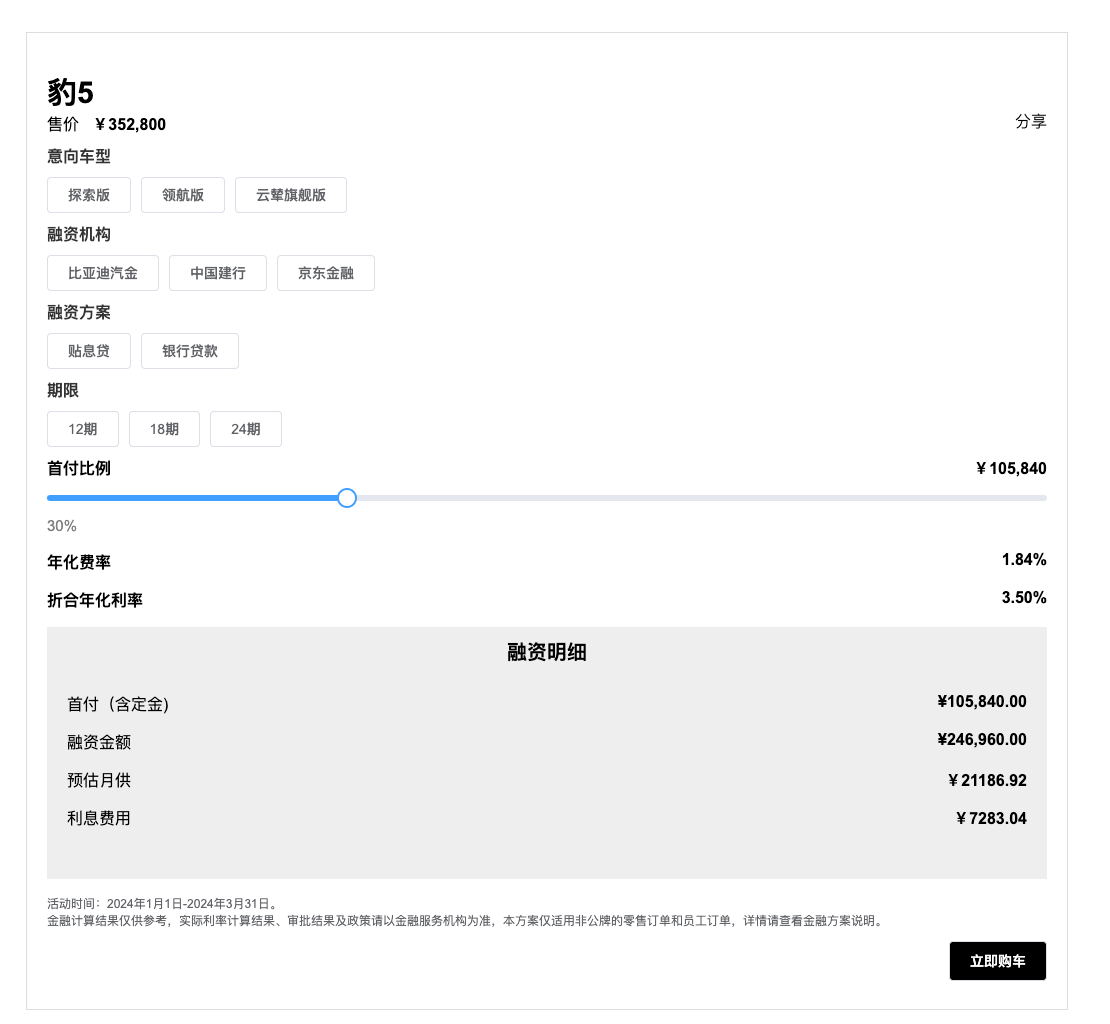 豹5
售价 ¥352,800
分享
意向车型
探索版 领航版 云辇旗舰版
融资机构
比亚迪汽金 中国建行 京东金融
融资方案
贴息贷 银行贷款
期限
12期 18期 24期
首付比例 ¥105,840
30%
年化费率 1.84%
折合年化利率 3.50%
融资明细
首付（含定金) ¥105,840.00
融资金额 ¥246,960.00
预估月供 ¥21186.92
利息费用 ¥7283.04
活动时间：2024年1月1日-2024年3月31日。
金融计算结果仅供参考，实际利率计算结果、审批结果及政策请以金融服务机构为准，本方案仅适用非公牌的零售订单和员工订单，详情请查看金融方案说明。
立即购车